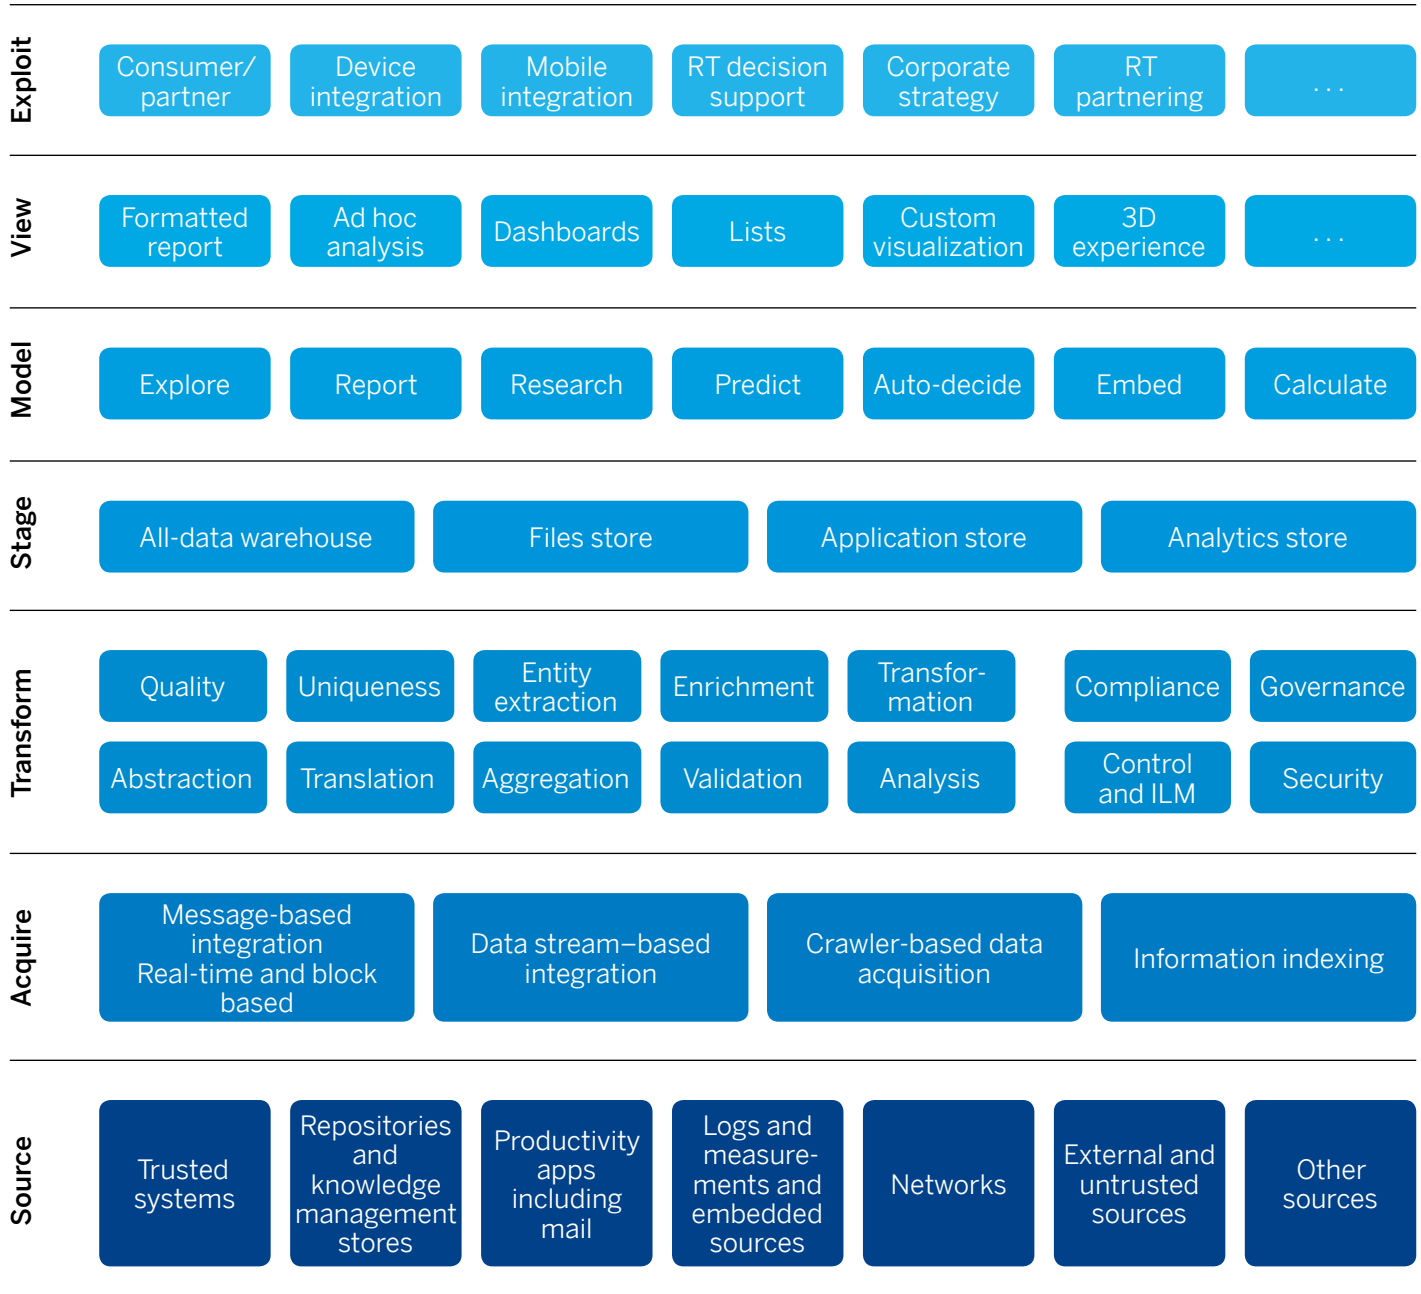 Exploit
Consumer/
partner
Device
integration
Mobile
integration
RT decision
support
Corporate
strategy
RT
partnering
...
View
Formatted
report
Ad hoc
analysis
Dashboards
Lists
Custom
visualization
3D
experience
...
Model
Explore
Report
Research
Predict
Auto-decide
Embed
Calculate
Stage
All-data warehouse
Files store
Application store
Analytics store
Transform
Quality
Uniqueness
Entity
extraction
Enrichment
Transfor-
mation
Compliance
Governance
Abstraction
Translation
Aggregation
Validation
Analysis
Control
and ILM
Security
Acquire
Message-based
integration
Real-time and block
based
Data stream–based
integration
Crawler-based data
acquisition
Information indexing
Source
Trusted
systems
Repositories
and
knowledge
management
stores
Productivity
apps
including
mail
Logs and
measure-
ments and
embedded
sources
Networks
External and
untrusted
sources
Other
sources